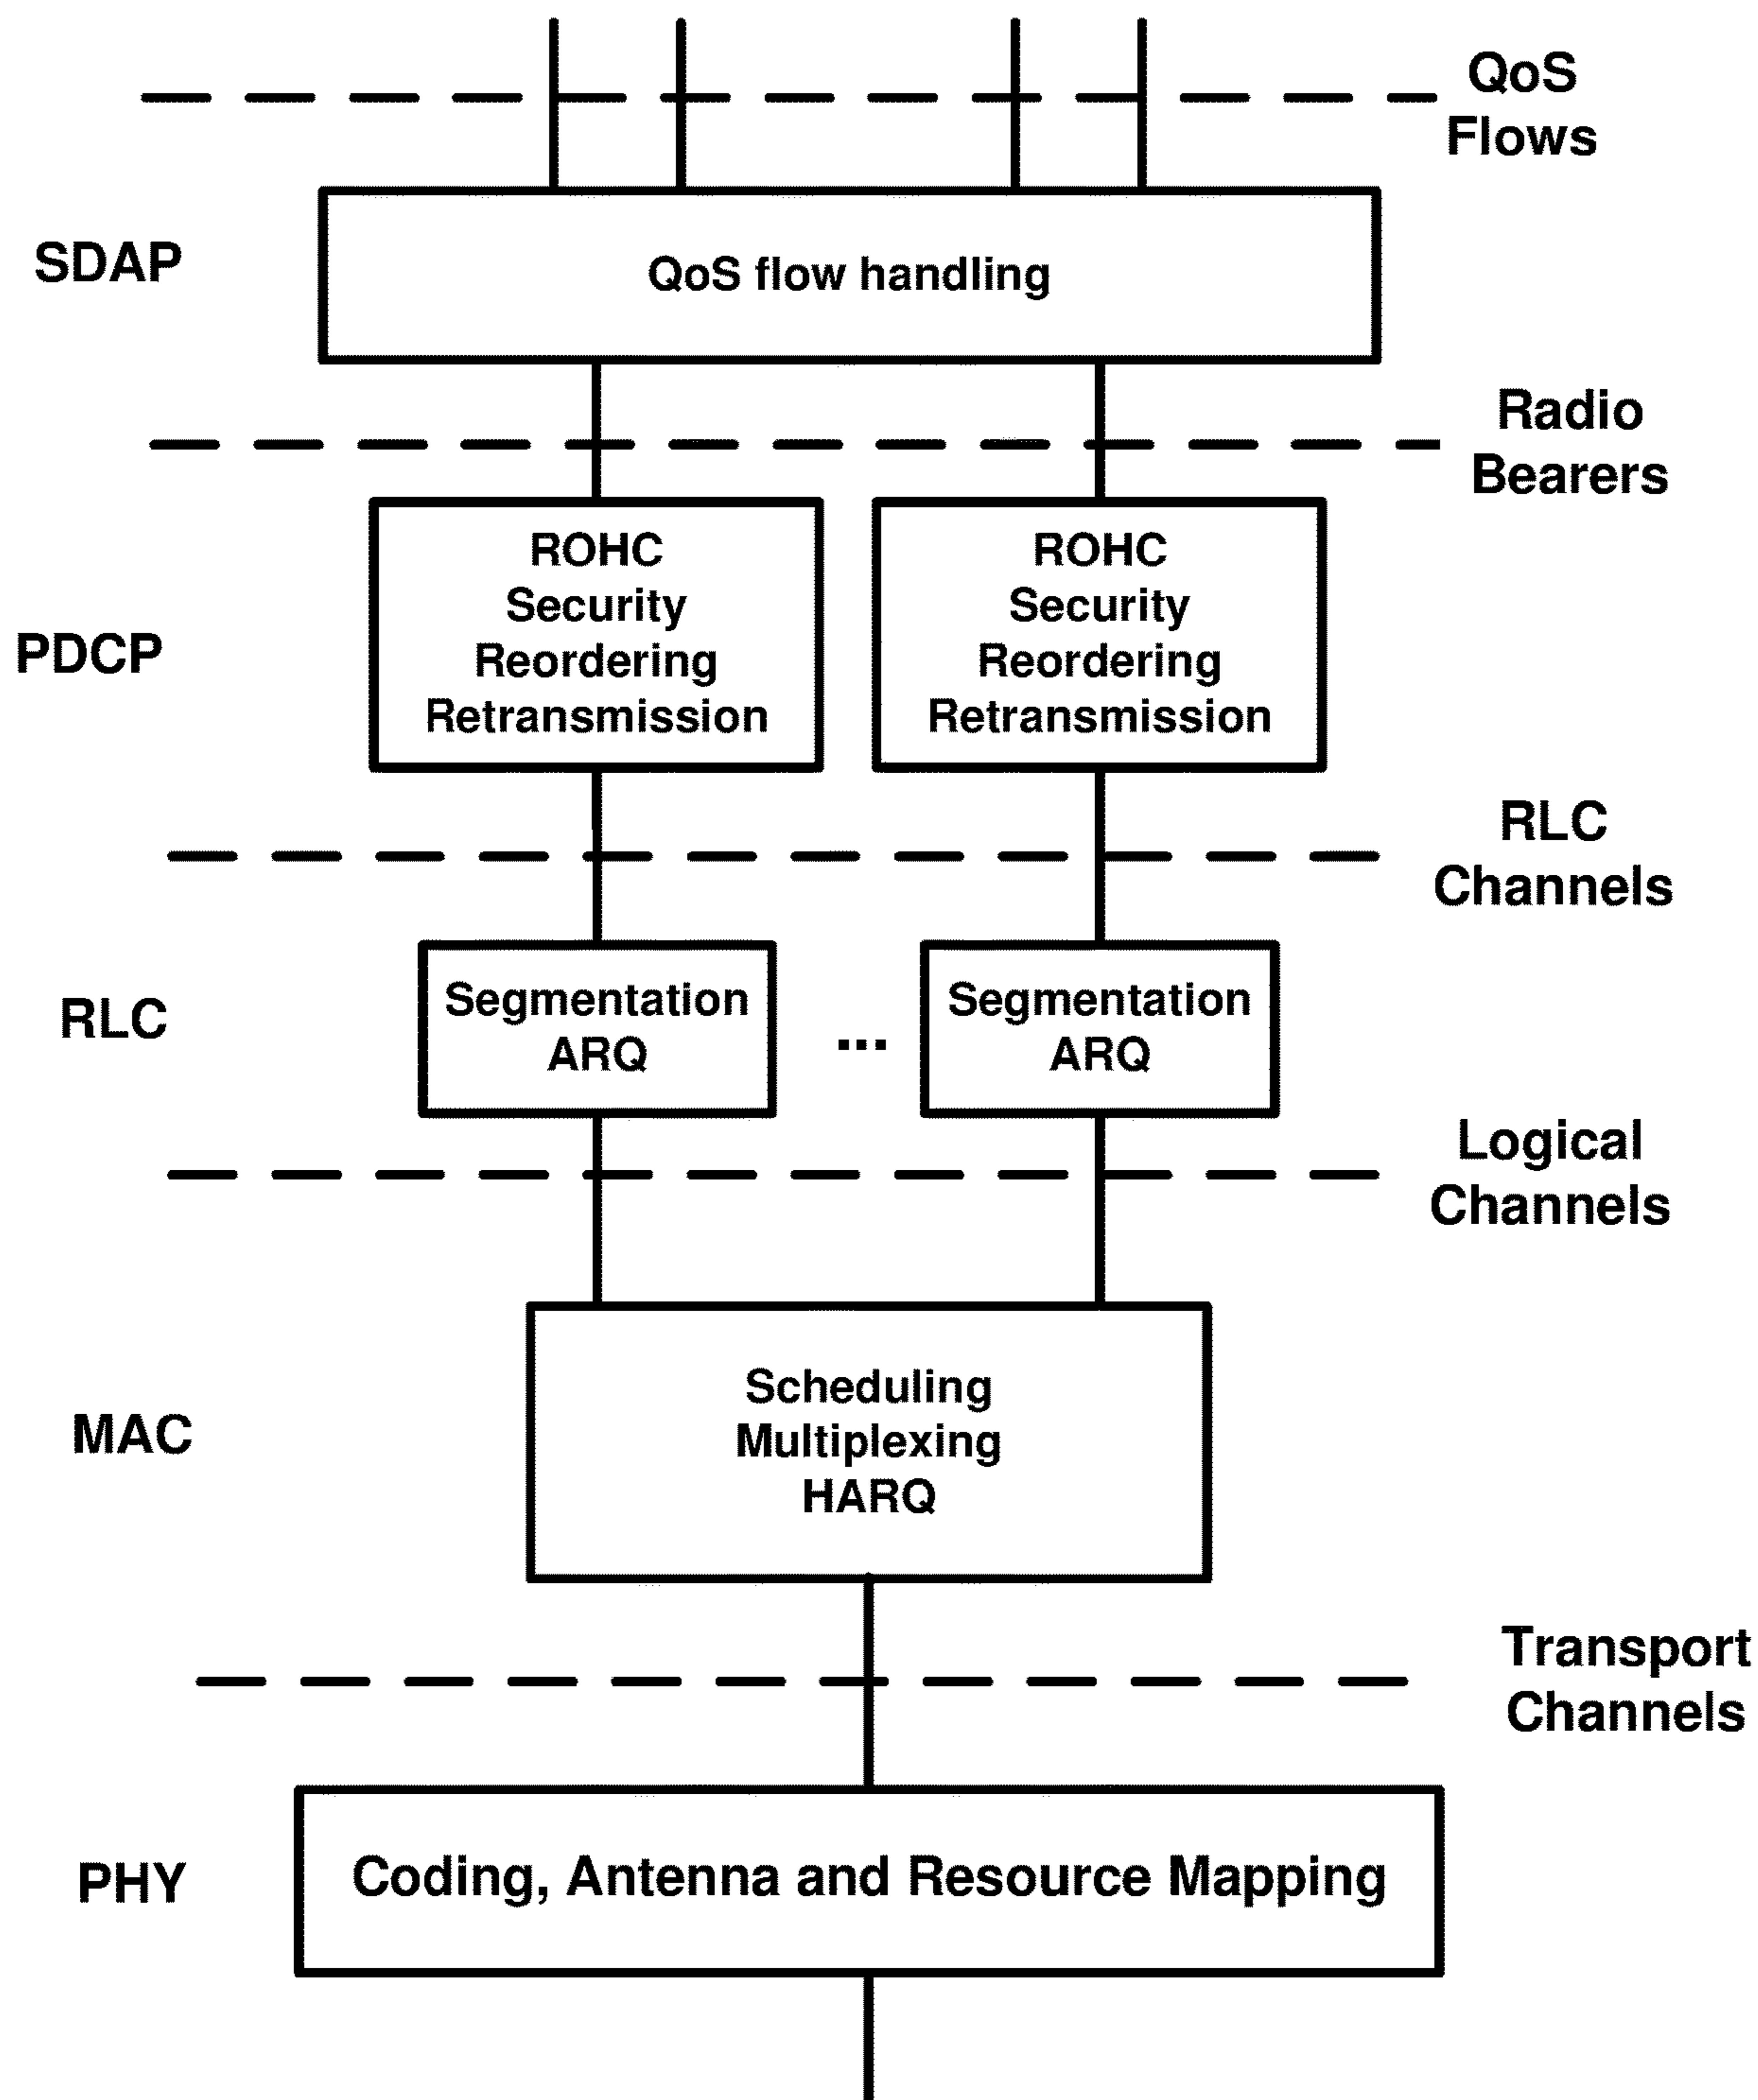 QoS
Flows
SDAP
QoS flow handling
Radio
Bearers
PDCP
ROHC
Security
Reordering
Retransmission
ROHC
Security
Reordering
Retransmission
RLC
Channels
RLC
Segmentation
ARQ
...
Segmentation
ARQ
Logical
Channels
MAC
Scheduling
Multiplexing
HARQ
Transport
Channels
PHY
Coding, Antenna and Resource Mapping